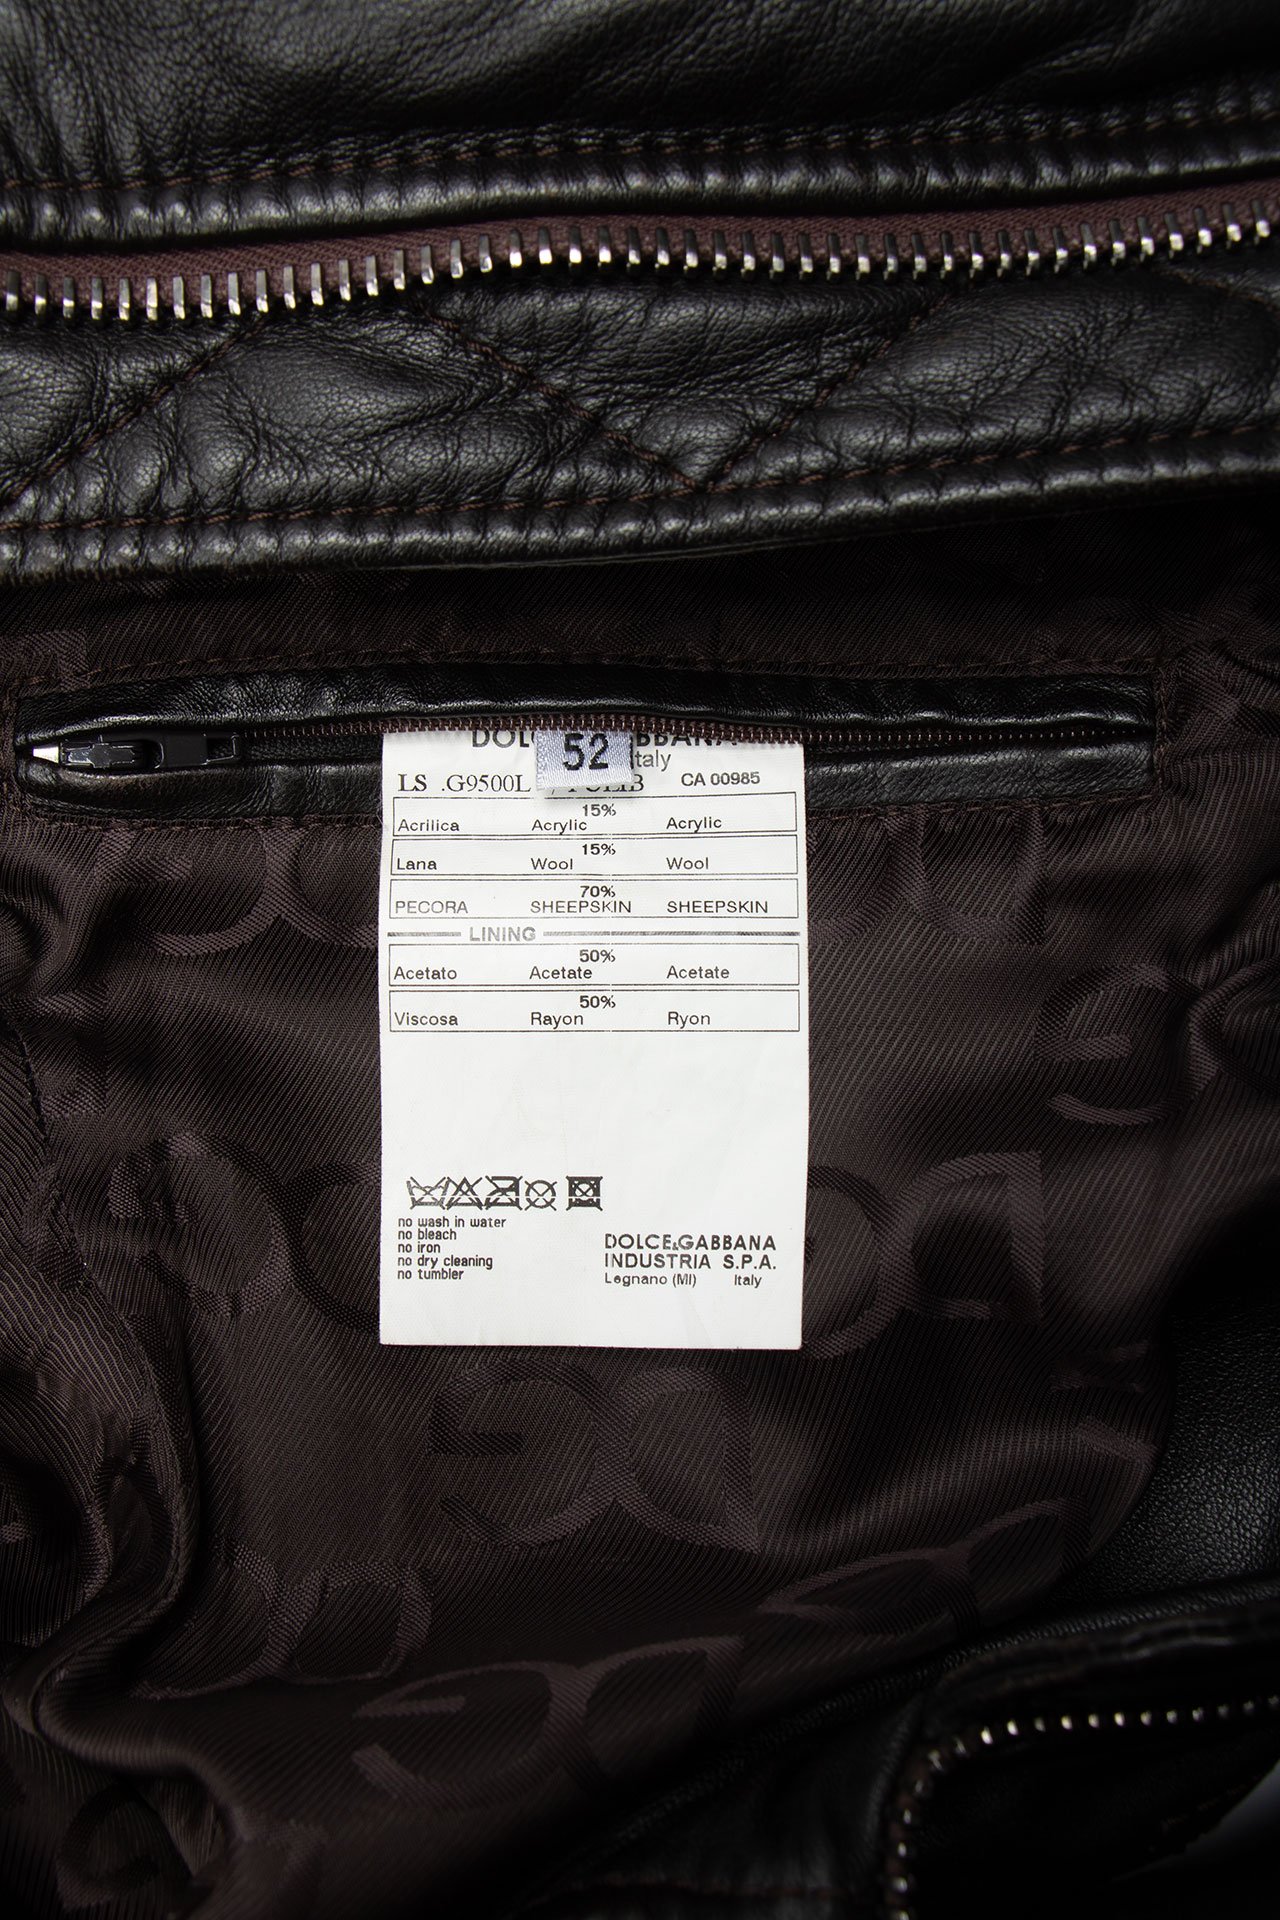 52
Italy
LS .G9500L CA 00985
15%
Acrilica Acrylic Acrylic
15%
Lana Wool Wool
70%
PECORA SHEEPSKIN SHEEPSKIN
LINING
50%
Acetato Acetate Acetate
50%
Viscosa Rayon Ryon
no wash in water
no bleach
no iron
no dry cleaning
no tumbler
DOLCE&GABBANA
INDUSTRIA S.P.A.
Legnano (MI) Italy
DG
DG